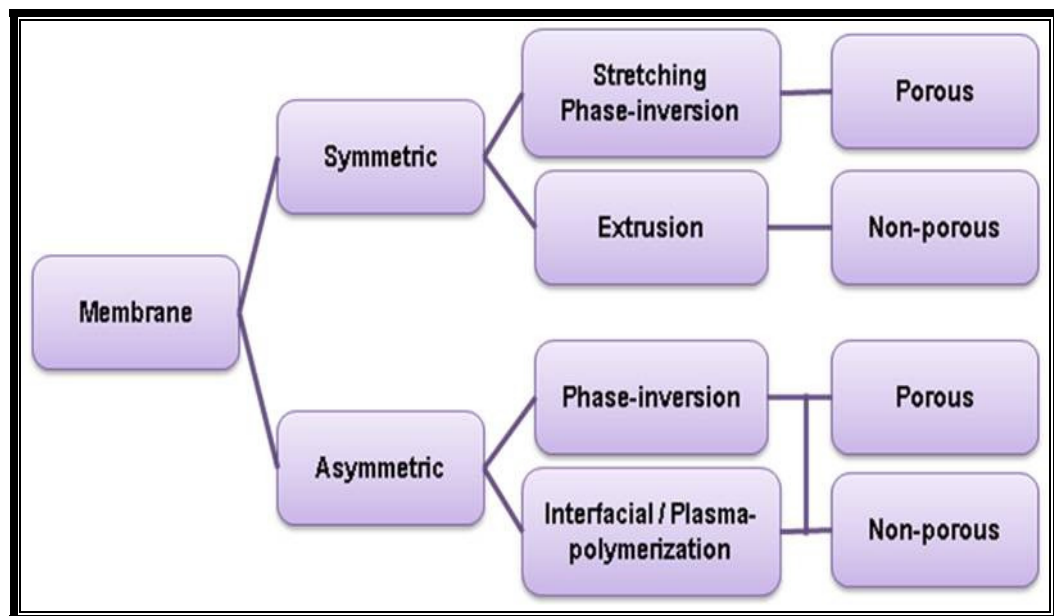 Membrane
Symmetric
Stretching
Phase-inversion
Porous
Extrusion
Non-porous
Asymmetric
Phase-inversion
Porous
Interfacial / Plasma-
polymerization
Non-porous